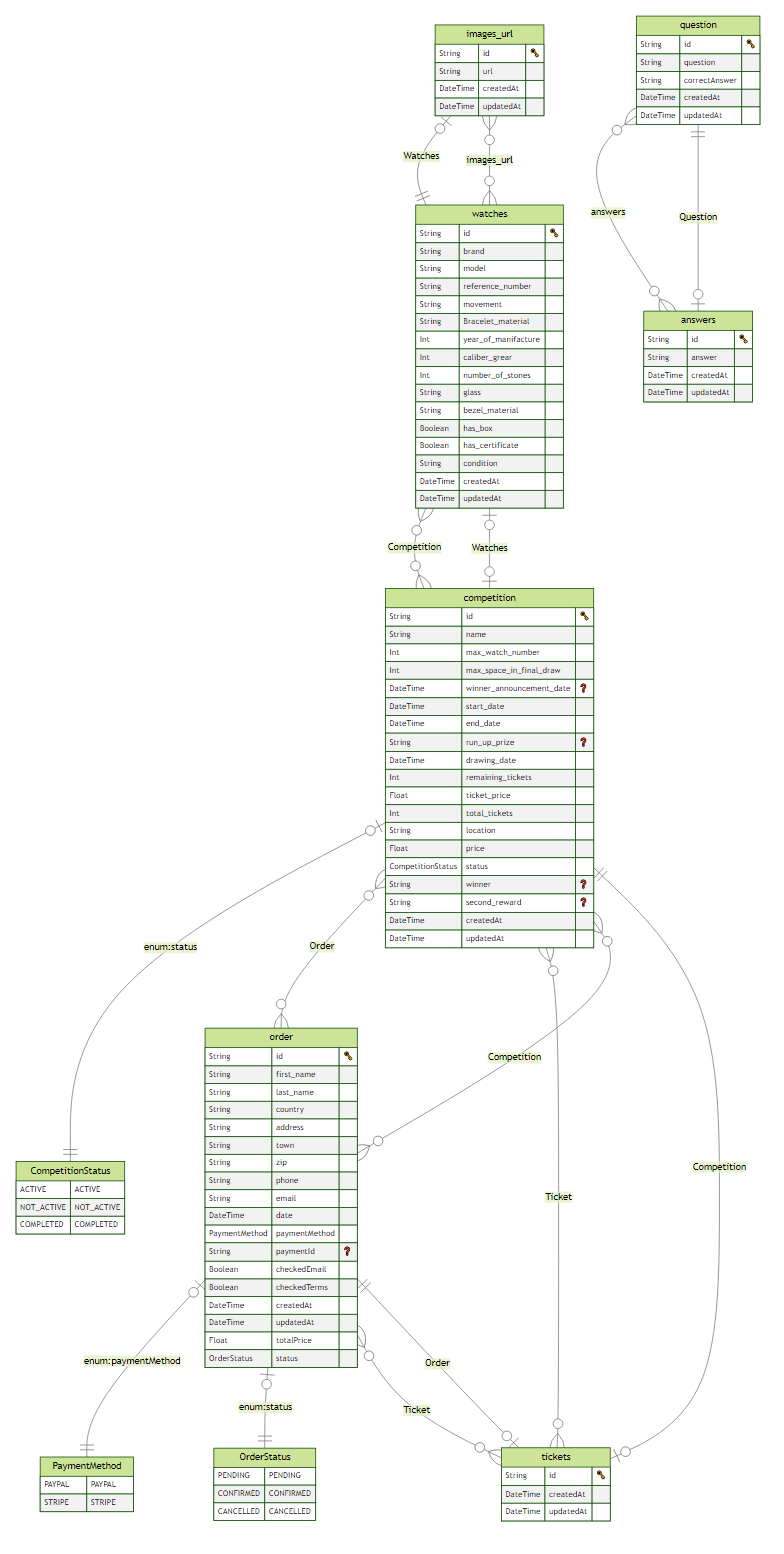 images_url
String id
String url
DateTime createdAt
DateTime updatedAt
question
String id
String question
String correctAnswer
DateTime createdAt
DateTime updatedAt
Watches
images_url
answers
Question
watches
String id
String brand
String model
String reference_number
String movement
String Bracelet_material
Int year_of_manifacture
Int caliber_grear
Int number_of_stones
String glass
String bezel_material
Boolean has_box
Boolean has_certificate
String condition
DateTime createdAt
DateTime updatedAt
answers
String id
String answer
DateTime createdAt
DateTime updatedAt
Competition
Watches
competition
String id
String name
Int max_watch_number
Int max_space_in_final_draw
DateTime winner_announcement_date ❓
DateTime start_date
DateTime end_date
String run_up_prize ❓
DateTime drawing_date
Int remaining_tickets
Float ticket_price
Int total_tickets
String location
Float price
CompetitionStatus status
String winner ❓
String second_reward ❓
DateTime createdAt
DateTime updatedAt
enum:status
Order
Competition
Ticket
Competition
order
String id
String first_name
String last_name
String country
String address
String town
String zip
String phone
String email
DateTime date
PaymentMethod paymentMethod
String paymentId ❓
Boolean checkedEmail
Boolean checkedTerms
DateTime createdAt
DateTime updatedAt
Float totalPrice
OrderStatus status
CompetitionStatus
ACTIVE ACTIVE
NOT_ACTIVE NOT_ACTIVE
COMPLETED COMPLETED
enum:paymentMethod
enum:status
Order
Ticket
PaymentMethod
PAYPAL PAYPAL
STRIPE STRIPE
OrderStatus
PENDING PENDING
CONFIRMED CONFIRMED
CANCELLED CANCELLED
tickets
String id
DateTime createdAt
DateTime updatedAt